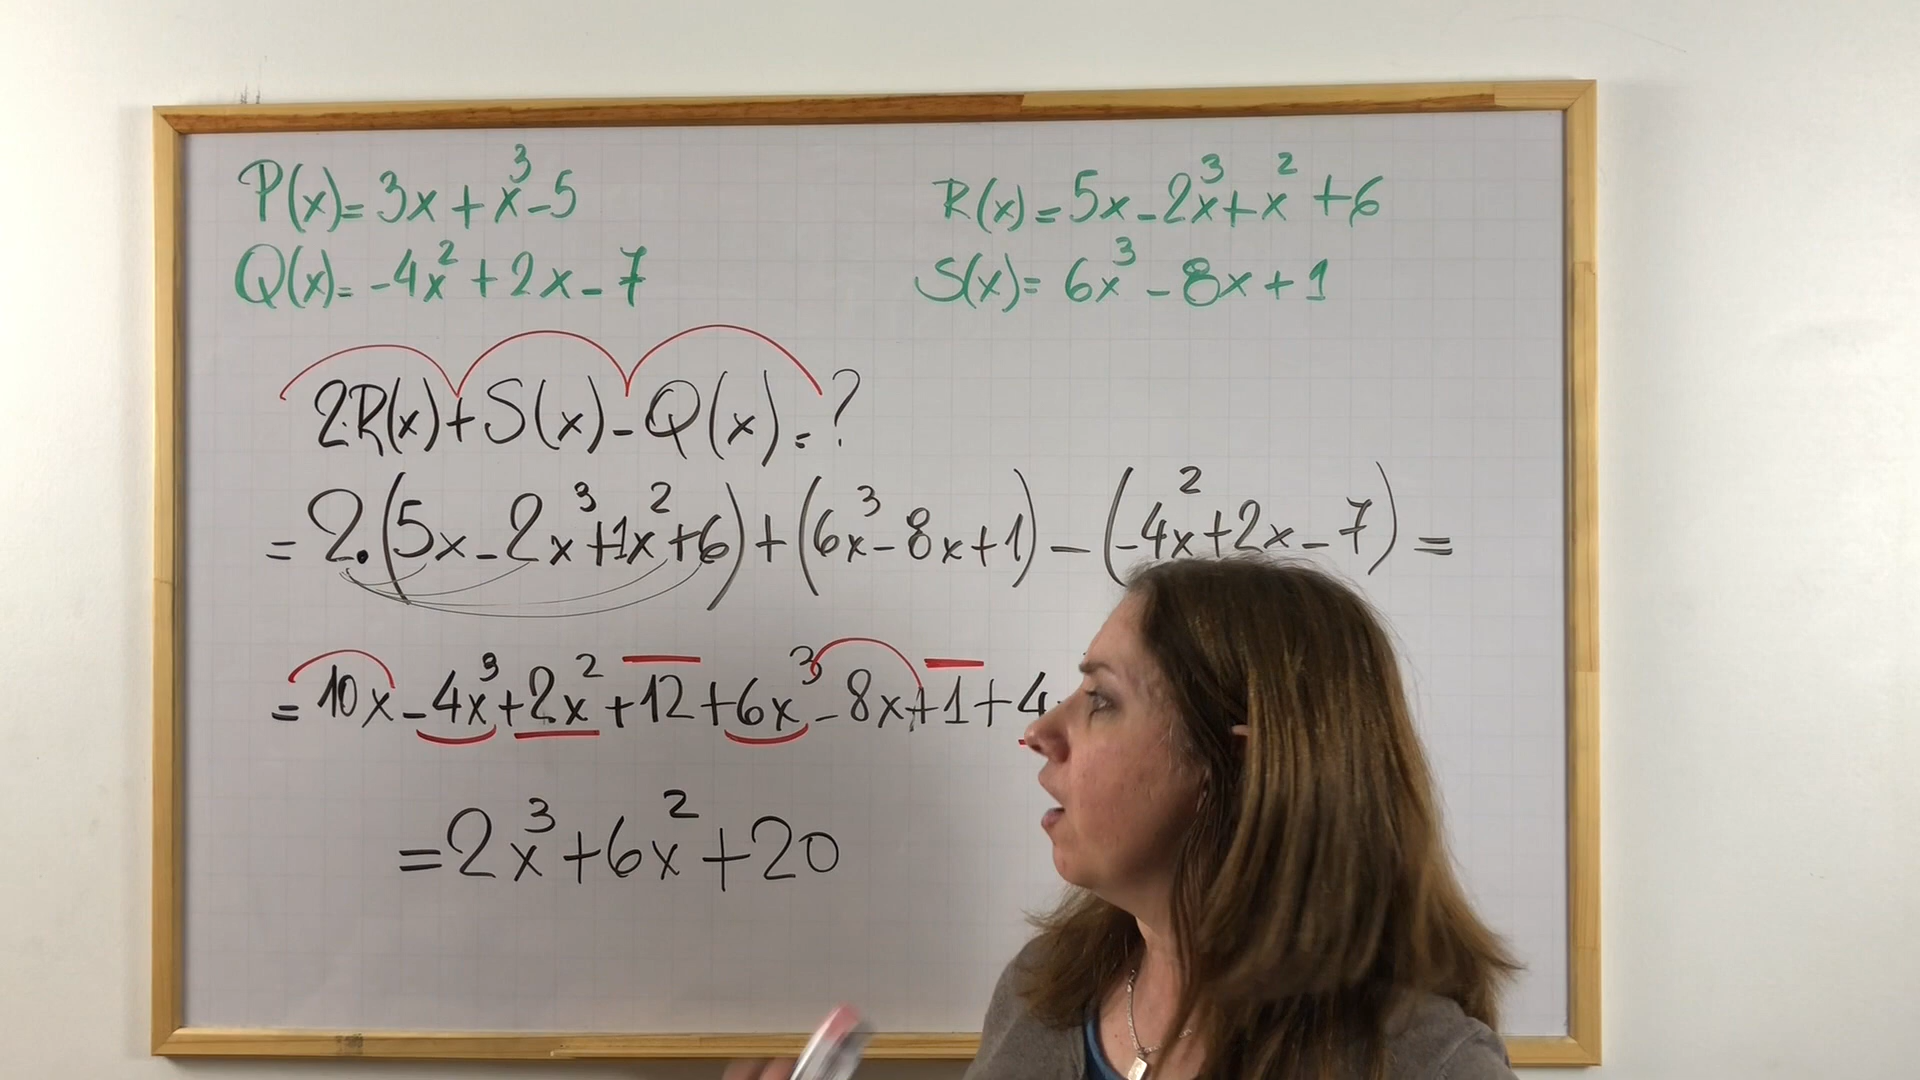 P(x)=3x+x³-5
R(x)=5x-2x³+x²+6
Q(x)=-4x²+2x-7
S(x)=6x³-8x+1
2·R(x)+S(x)-Q(x)=?
=2·(5x-2x³+1x²+6)+(6x³-8x+1)-(-4x²+2x-7)=
=10x-4x³+2x²+12+6x³-8x+1+4
=2x³+6x²+20